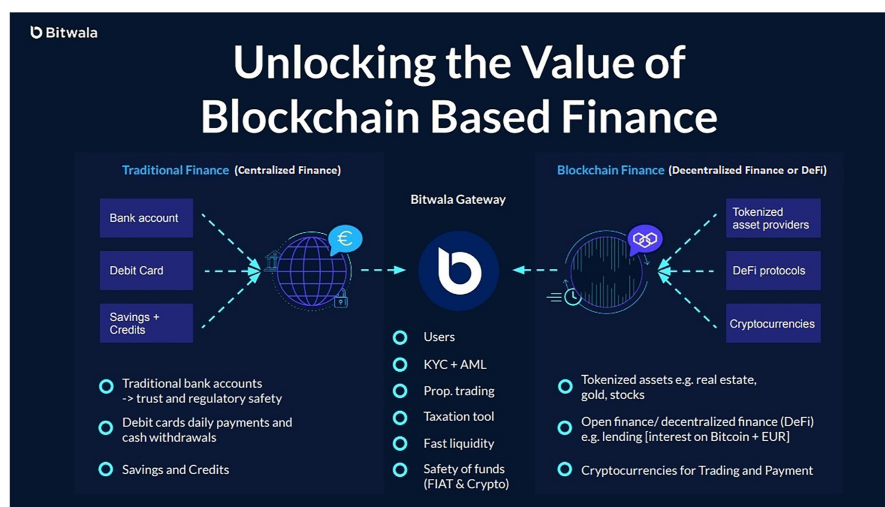 Bitwala
Unlocking the Value of
Blockchain Based Finance
Traditional Finance (Centralized Finance)
Bank account
Debit Card
Savings +
Credits
€
Traditional bank accounts
-> trust and regulatory safety
Debit cards daily payments and
cash withdrawals
Savings and Credits
Bitwala Gateway
b
Users
KYC + AML
Prop. trading
Taxation tool
Fast liquidity
Safety of funds
(FIAT & Crypto)
Blockchain Finance (Decentralized Finance or DeFi)
Tokenized
asset providers
DeFi protocols
Cryptocurrencies
Tokenized assets e.g. real estate,
gold, stocks
Open finance/ decentralized finance (DeFi)
e.g. lending [interest on Bitcoin + EUR]
Cryptocurrencies for Trading and Payment